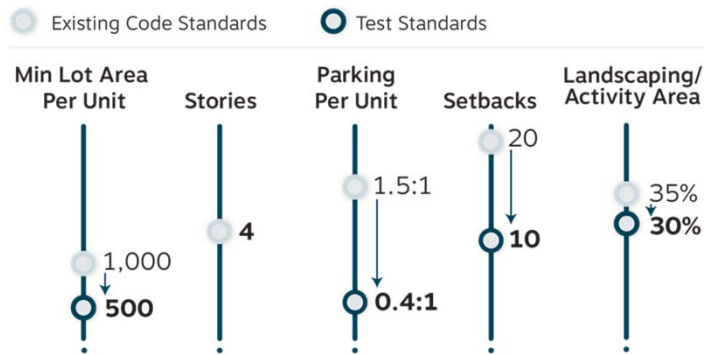 Existing Code Standards
Test Standards
Min Lot Area
Per Unit
Stories
Parking
Per Unit
Setbacks
Landscaping/
Activity Area
1,000
500
4
1.5:1
0.4:1
20
10
35%
30%